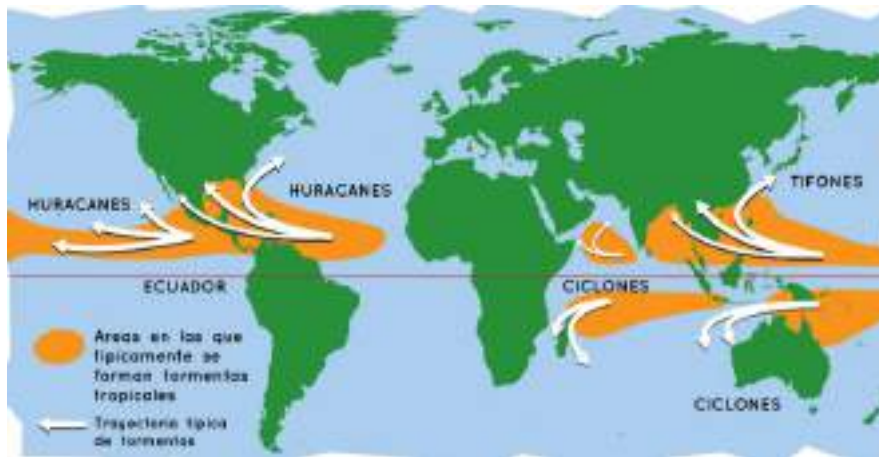 HURACANES
HURACANES
TIFONES
ECUADOR
CICLONES
Areas en las que
típicamente se
forman tormentas
tropicales
Trayectoria típica
de tormentas
CICLONES